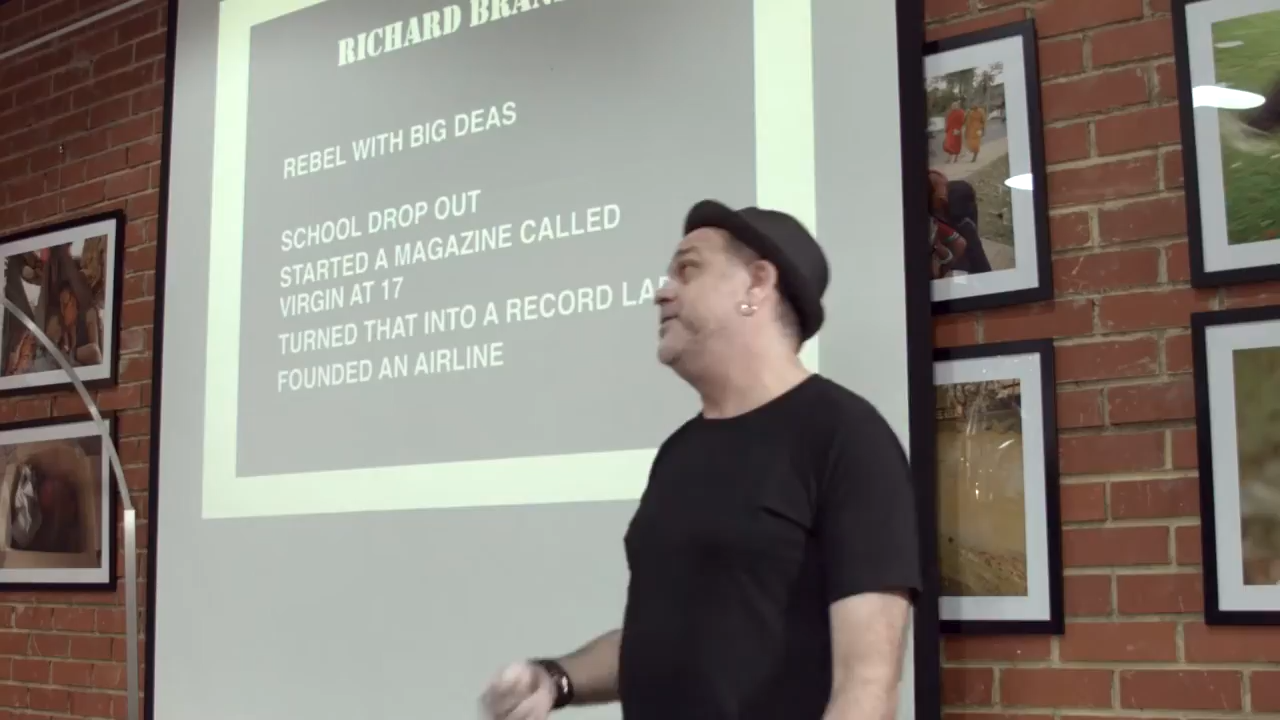 RICHARD
REBEL WITH BIG DEAS
SCHOOL DROP OUT
STARTED A MAGAZINE CALLED
VIRGIN AT 17
TURNED THAT INTO A RECORD
FOUNDED AN AIRLINE